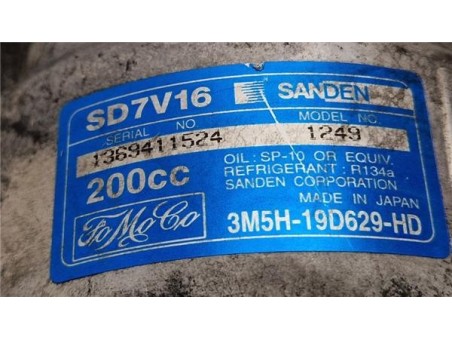 SD7V16 SANDEN
SERIAL NO MODEL NO.
1369411524 1249
200cc OIL: SP-10 OR EQUIV.
REFRIGERANT: R134a
SANDEN CORPORATION
MADE IN JAPAN
FoMoCo 3M5H-19D629-HD